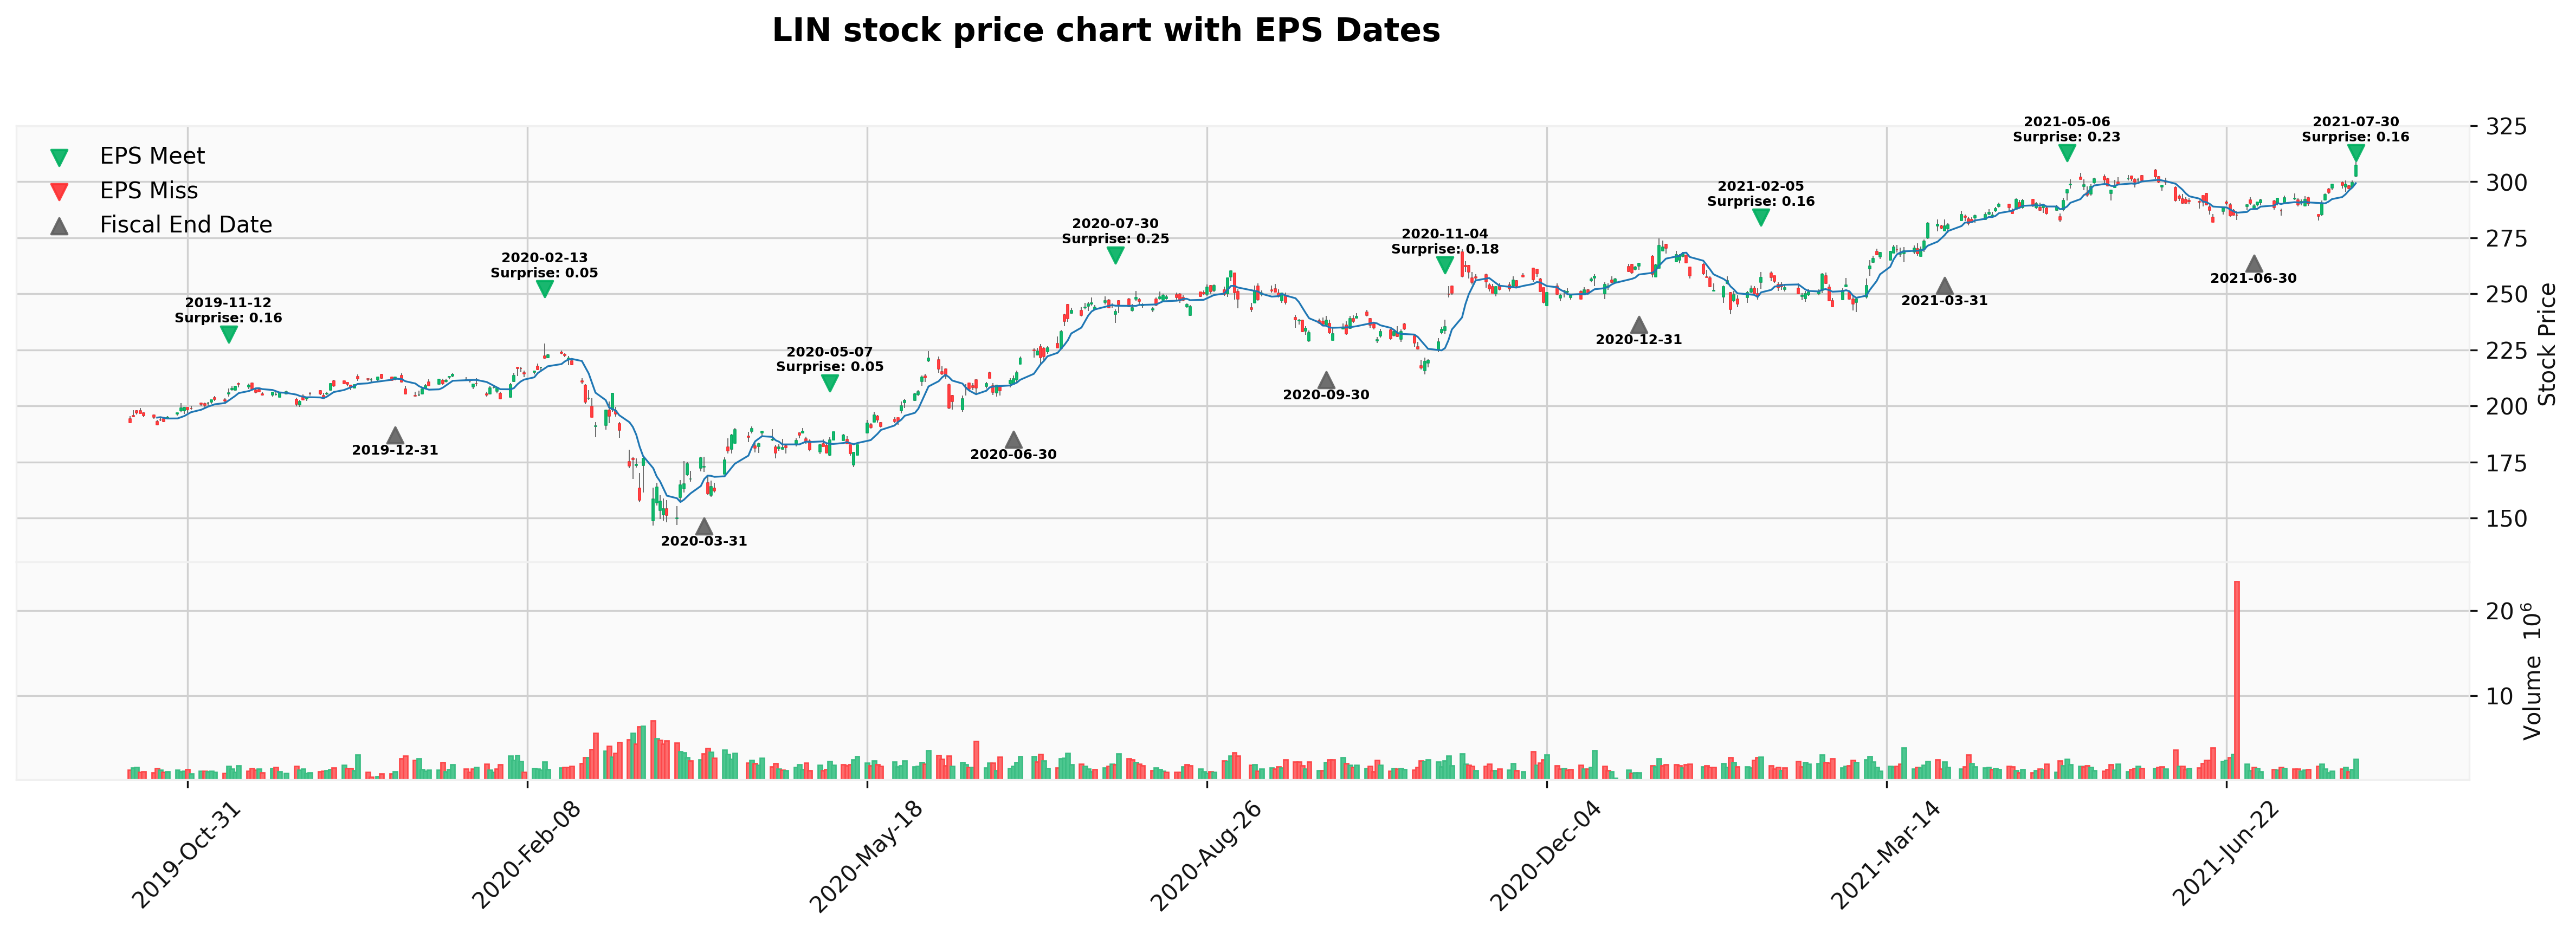 LIN stock price chart with EPS Dates
EPS Meet
EPS Miss
Fiscal End Date
2019-11-12
Surprise: 0.16
2019-12-31
2020-02-13
Surprise: 0.05
2020-03-31
2020-05-07
Surprise: 0.05
2020-06-30
2020-07-30
Surprise: 0.25
2020-09-30
2020-11-04
Surprise: 0.18
2020-12-31
2021-02-05
Surprise: 0.16
2021-03-31
2021-05-06
Surprise: 0.23
2021-06-30
2021-07-30
Surprise: 0.16
325
300
275
250
225
200
175
150
Stock Price
20
10
Volume 10⁶
2019-Oct-31
2020-Feb-08
2020-May-18
2020-Aug-26
2020-Dec-04
2021-Mar-14
2021-Jun-22